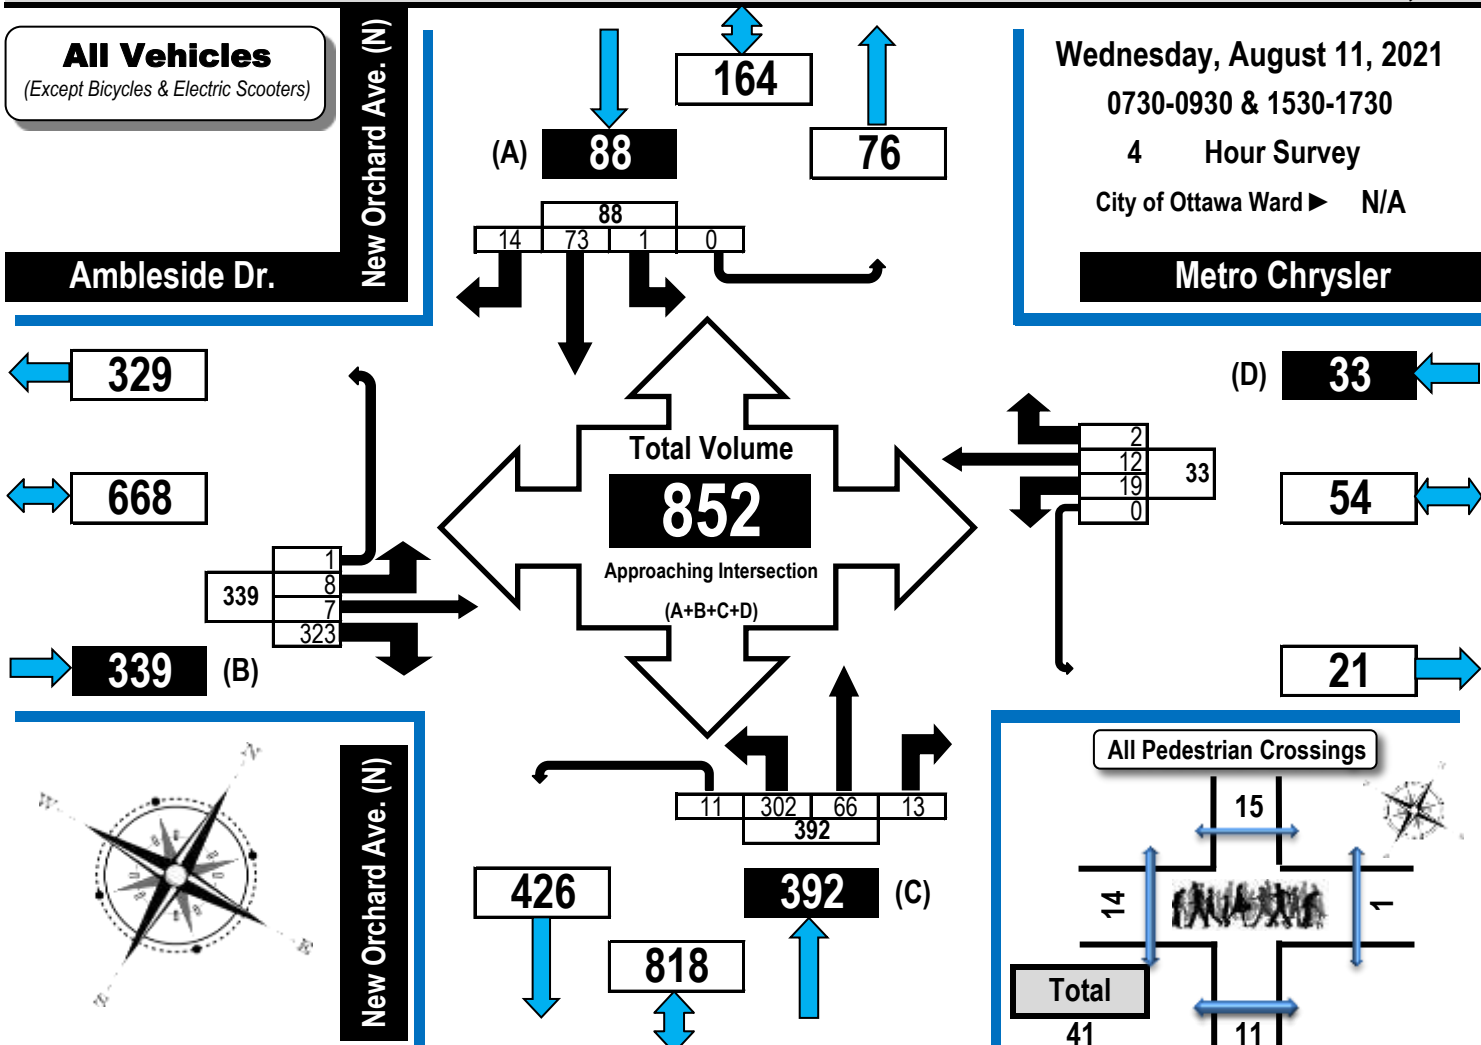 All Vehicles
(Except Bicycles & Electric Scooters)
New Orchard Ave. (N)
Ambleside Dr.
Wednesday, August 11, 2021
0730-0930 & 1530-1730
4 Hour Survey
City of Ottawa Ward ► N/A
Metro Chrysler
164
(A) 88
76
88
14 73 1 0
329
(D) 33
668
Total Volume
852
Approaching Intersection
(A+B+C+D)
2
12
19
0
33
54
1
8
7
323
339
339 (B)
21
New Orchard Ave. (N)
N
W
E
S
11 302 66 13
392
426
392 (C)
818
All Pedestrian Crossings
15
14
1
Total
41
11